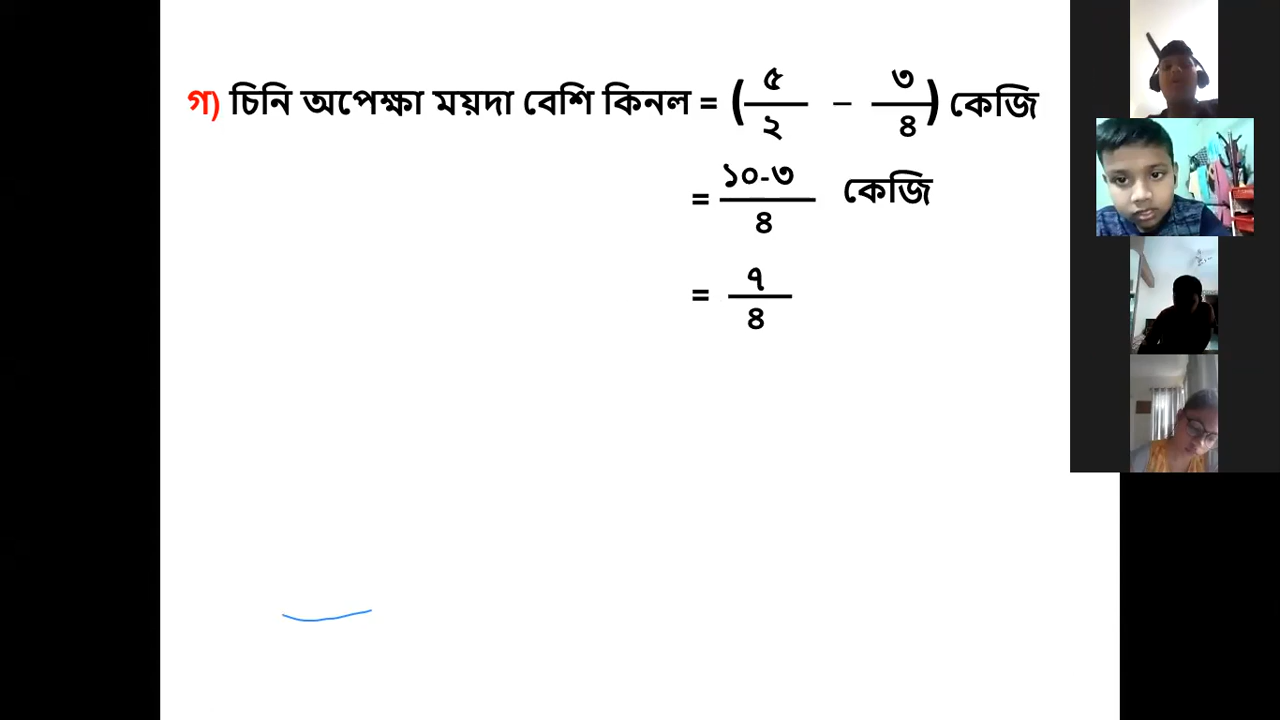 গ) চিনি অপেক্ষা ময়দা বেশি কিনল = (৫/২ – ৩/৪) কেজি
= ১০-৩/৪ কেজি
= ৭/৪